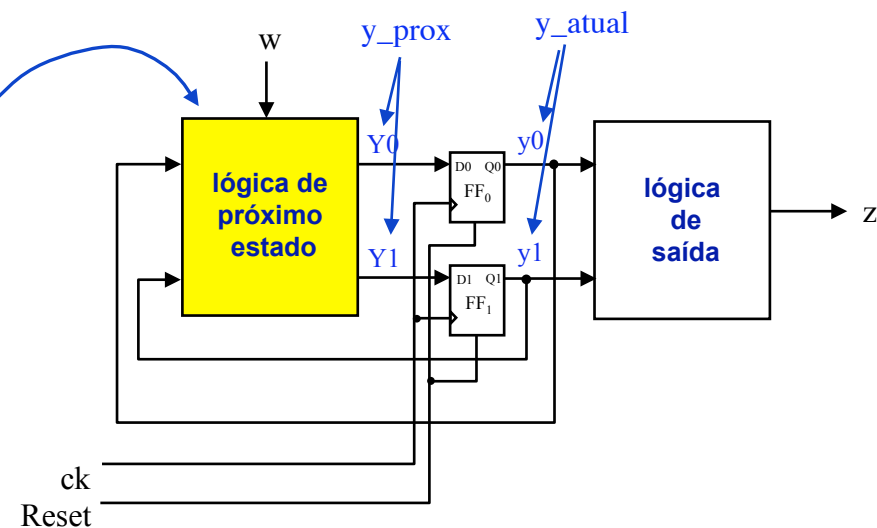 y_prox
y_atual
w
Y0
y0
D0 Q0
FF0
lógica de
próximo
estado
lógica
de
saída
z
Y1
y1
D1 Q1
FF1
ck
Reset